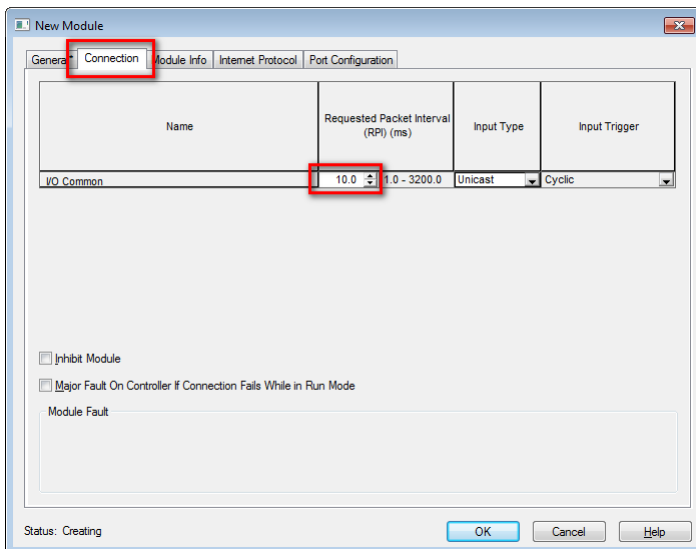 New Module
General* Connection Module Info Internet Protocol Port Configuration
Name Requested Packet Interval (RPI) (ms) Input Type Input Trigger
I/O Common 10.0 1.0 - 3200.0 Unicast Cyclic
Inhibit Module
Major Fault On Controller If Connection Fails While in Run Mode
Module Fault
Status: Creating OK Cancel Help